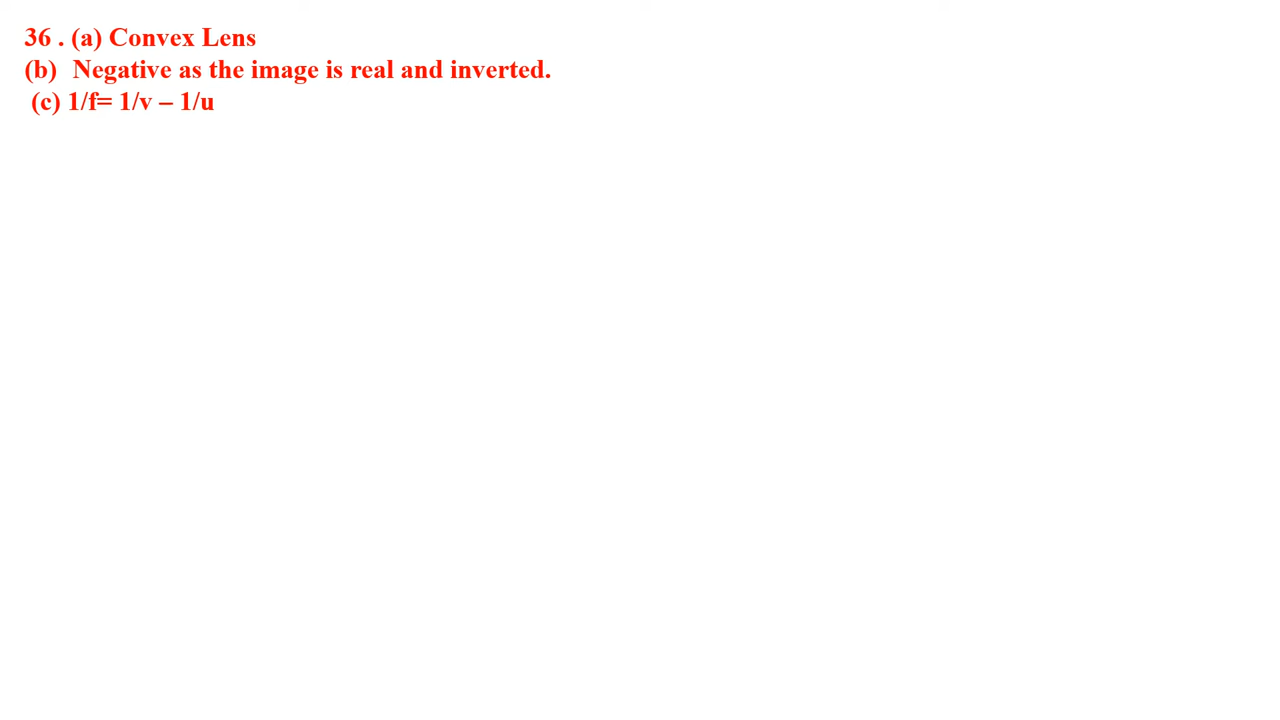 36 . (a) Convex Lens
(b) Negative as the image is real and inverted.
(c) 1/f= 1/v – 1/u